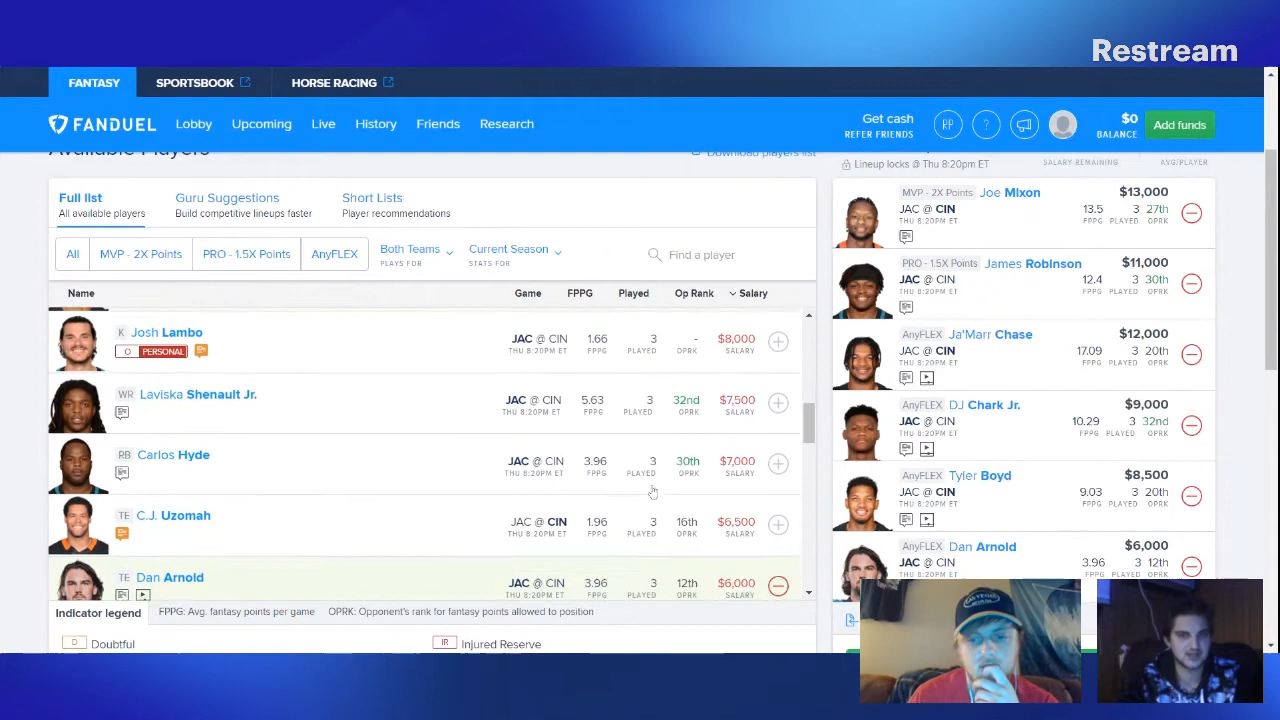 Restream
FANTASY SPORTSBOOK HORSE RACING
FANDUEL Lobby Upcoming Live History Friends Research
Get cash
REFER FRIENDS
RP ?
$0
BALANCE
Add funds
Available Players
Download players list
Lineup locks @ Thu 8:20pm ET
SALARY REMAINING AVG/PLAYER
Full list
All available players
Guru Suggestions
Build competitive lineups faster
Short Lists
Player recommendations
All MVP - 2X Points PRO - 1.5X Points AnyFLEX
Both Teams
PLAYS FOR
Current Season
STATS FOR
Find a player
Name Game FPPG Played Op Rank Salary
K Josh Lambo
O PERSONAL
JAC @ CIN 1.66 3 - $8,000
THU 8:20PM ET FPPG PLAYED OPRK SALARY
WR Laviska Shenault Jr.
JAC @ CIN 5.63 3 32nd $7,500
THU 8:20PM ET FPPG PLAYED OPRK SALARY
RB Carlos Hyde
JAC @ CIN 3.96 3 30th $7,000
THU 8:20PM ET FPPG PLAYED OPRK SALARY
TE C.J. Uzomah
JAC @ CIN 1.96 3 16th $6,500
THU 8:20PM ET FPPG PLAYED OPRK SALARY
TE Dan Arnold
JAC @ CIN 3.96 3 12th $6,000
THU 8:20PM ET FPPG PLAYED OPRK SALARY
Indicator legend FPPG: Avg. fantasy points per game OPRK: Opponent's rank for fantasy points allowed to position
D Doubtful IR Injured Reserve
MVP - 2X Points Joe Mixon $13,000
JAC @ CIN 13.5 3 27th
THU 8:20PM ET FPPG PLAYED OPRK
PRO - 1.5X Points James Robinson $11,000
JAC @ CIN 12.4 3 30th
THU 8:20PM ET FPPG PLAYED OPRK
AnyFLEX Ja'Marr Chase $12,000
JAC @ CIN 17.09 3 20th
THU 8:20PM ET FPPG PLAYED OPRK
AnyFLEX DJ Chark Jr. $9,000
JAC @ CIN 10.29 3 32nd
THU 8:20PM ET FPPG PLAYED OPRK
AnyFLEX Tyler Boyd $8,500
JAC @ CIN 9.03 3 20th
THU 8:20PM ET FPPG PLAYED OPRK
AnyFLEX Dan Arnold $6,000
JAC @ CIN 3.96 3 12th
THU 8:20PM ET FPPG PLAYED OPRK